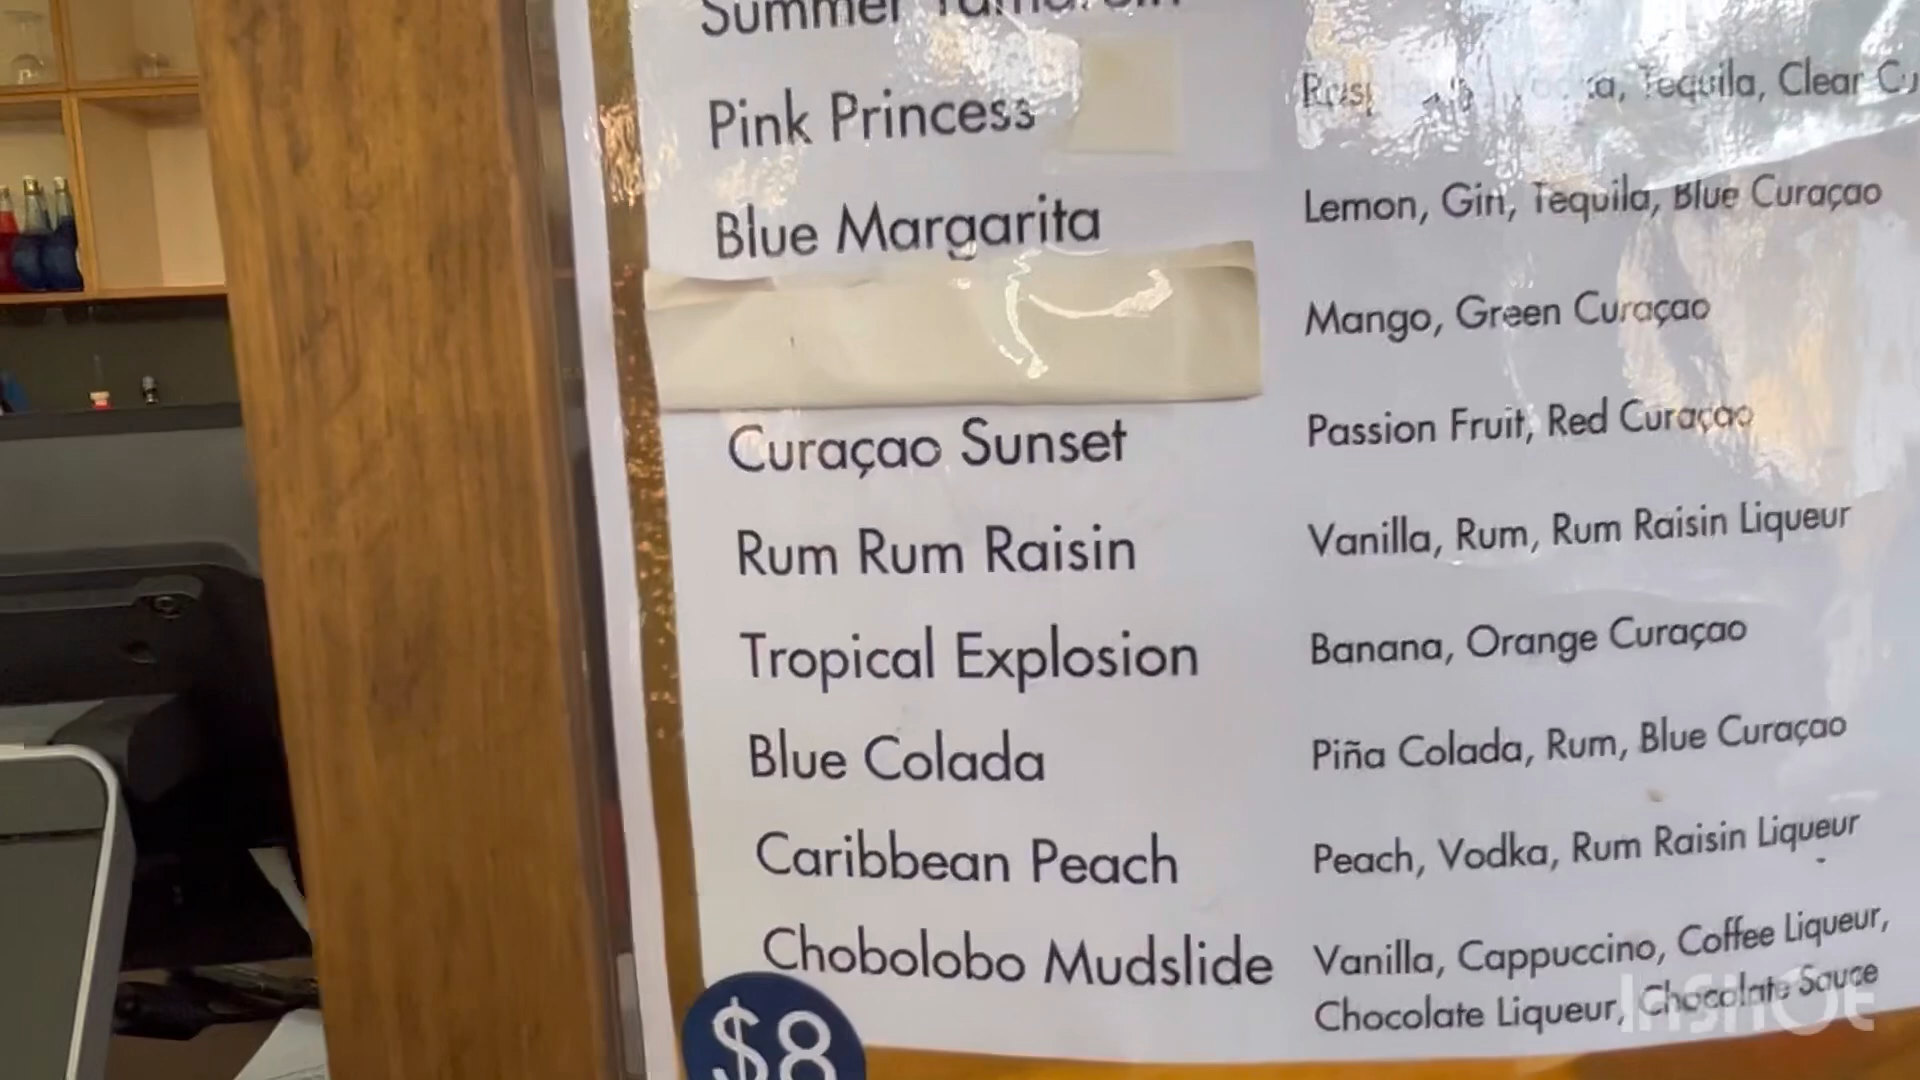 Summer
Pink Princess
Tequila, Clear
Blue Margarita
Lemon, Gin, Tequila, Blue Curaçao
Mango, Green Curaçao
Curaçao Sunset
Passion Fruit, Red Curaçao
Rum Rum Raisin
Vanilla, Rum, Rum Raisin Liqueur
Tropical Explosion
Banana, Orange Curaçao
Blue Colada
Piña Colada, Rum, Blue Curaçao
Caribbean Peach
Peach, Vodka, Rum Raisin Liqueur
Chobolobo Mudslide
Vanilla, Cappuccino, Coffee Liqueur,
Chocolate Liqueur, Chocolate Sauce
$8
InShOt